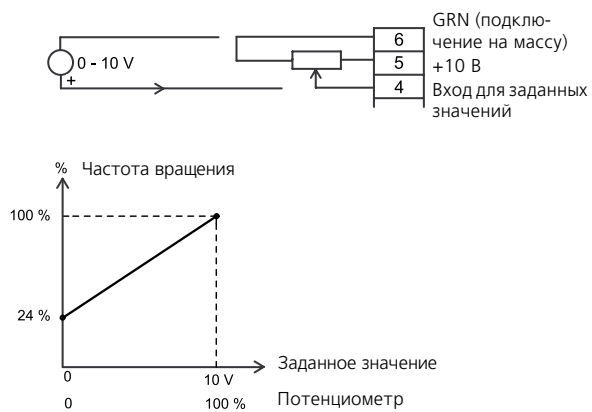 GRN (подклю-
чение на массу)
6
0 - 10 V
5
+10 В
+
4
Вход для заданных
значений
% Частота вращения
100 %
24 %
Заданное значение
0
10 V
0
100 %
Потенциометр